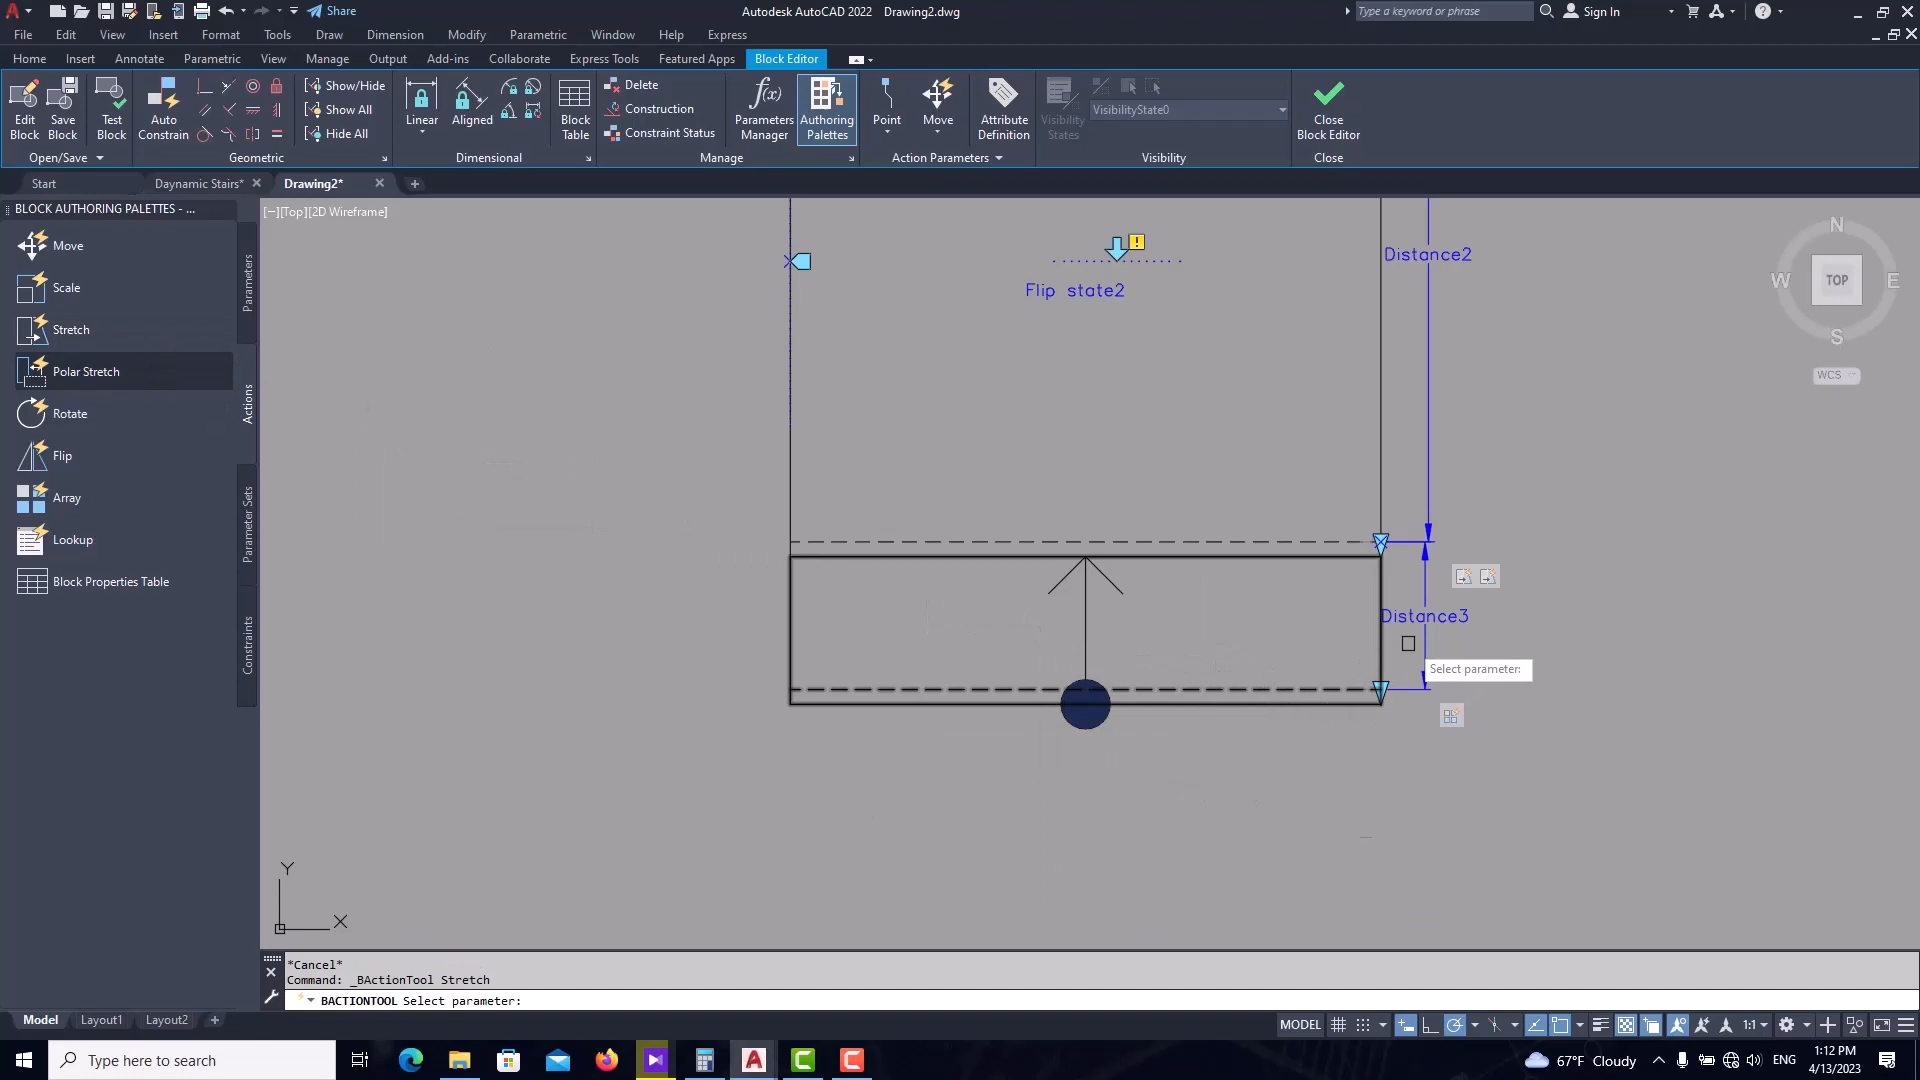 Share
Autodesk AutoCAD 2022 Drawing2.dwg
Type a keyword or phrase
Sign In
File Edit View Insert Format Tools Draw Dimension Modify Parametric Window Help Express
Home Insert Annotate Parametric View Manage Output Add-ins Collaborate Express Tools Featured Apps Block Editor
Edit Block
Save Block
Test Block
Auto Constrain
Show/Hide
Show All
Hide All
Linear
Aligned
Block Table
Delete
Construction
Constraint Status
Parameters Manager
Authoring Palettes
Point
Move
Attribute Definition
Visibility States
VisibilityState0
Close Block Editor
Open/Save Geometric Dimensional Manage Action Parameters Visibility Close
Start Daynamic Stairs* Drawing2*
BLOCK AUTHORING PALETTES - ...
[−][Top][2D Wireframe]
Move
Scale
Stretch
Polar Stretch
Rotate
Flip
Array
Lookup
Block Properties Table
Parameters
Actions
Parameter Sets
Constraints
Flip state2
Distance2
Distance3
Select parameter:
N
W TOP E
S
WCS
Y
X
*Cancel*
Command: _BActionTool Stretch
BACTIONTOOL Select parameter:
Model Layout1 Layout2
MODEL
1:1
Type here to search
67°F Cloudy
ENG
1:12 PM
4/13/2023